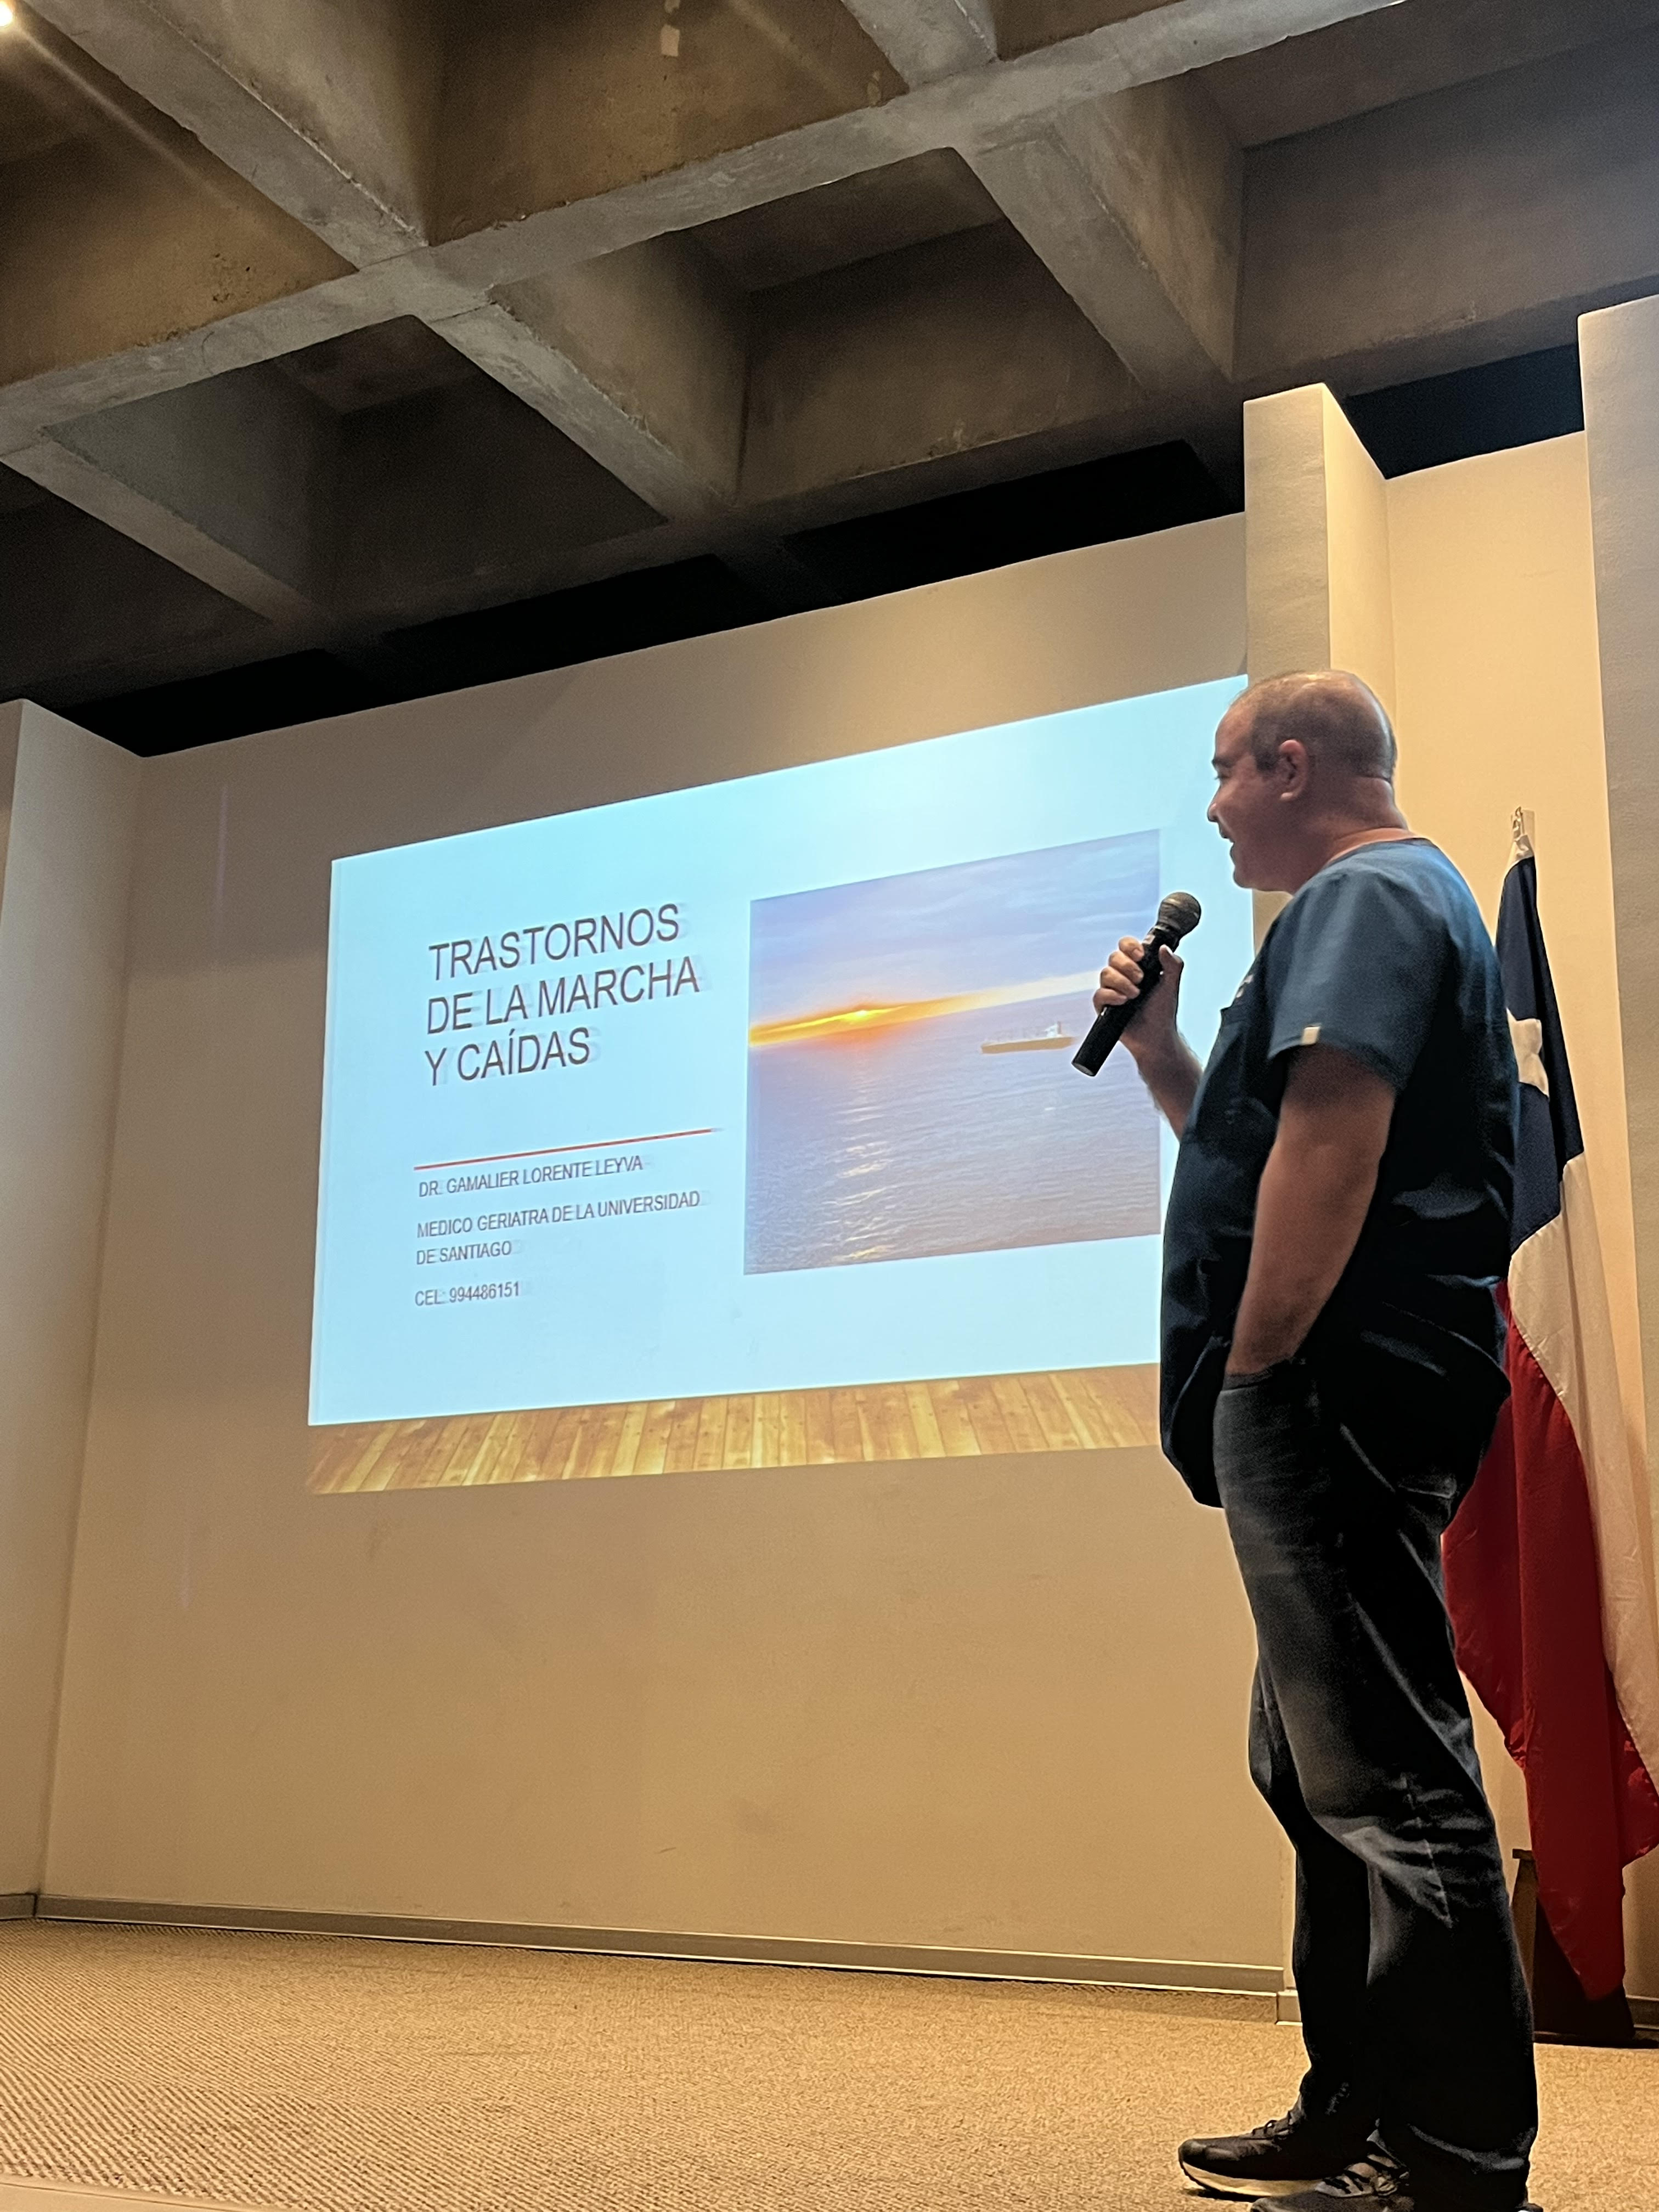 TRASTORNOS
DE LA MARCHA
Y CAÍDAS
DR. GAMALIER LORENTE LEYVA
MEDICO GERIATRA DE LA UNIVERSIDAD
DE SANTIAGO
CEL: 994486151